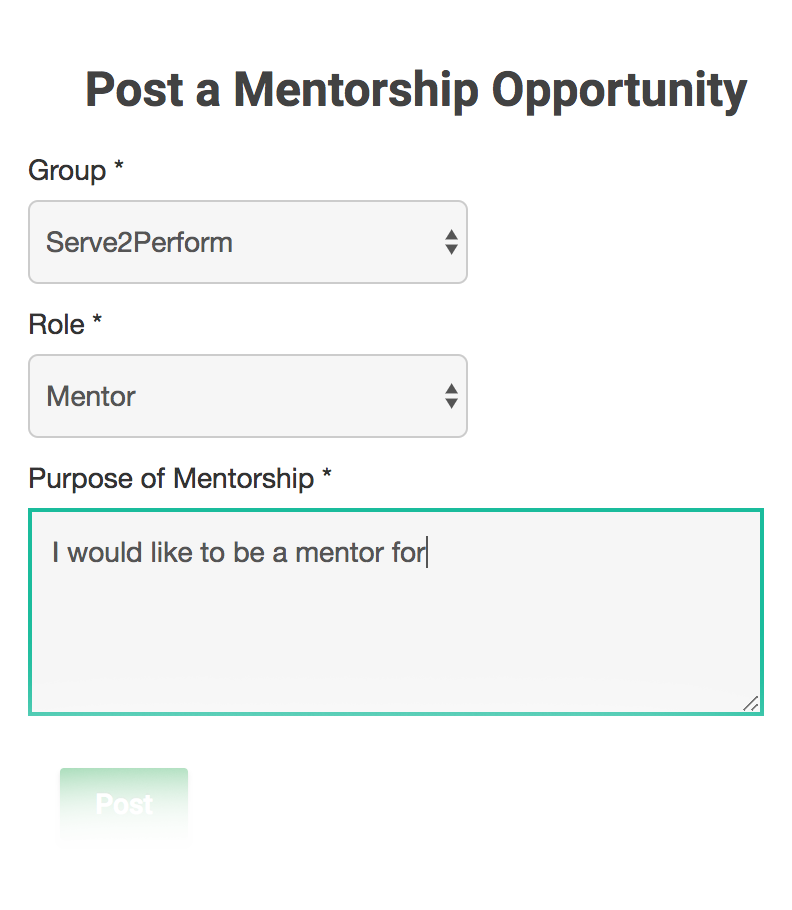 Post a Mentorship Opportunity
Group *
Serve2Perform
Role *
Mentor
Purpose of Mentorship *
I would like to be a mentor for
Post